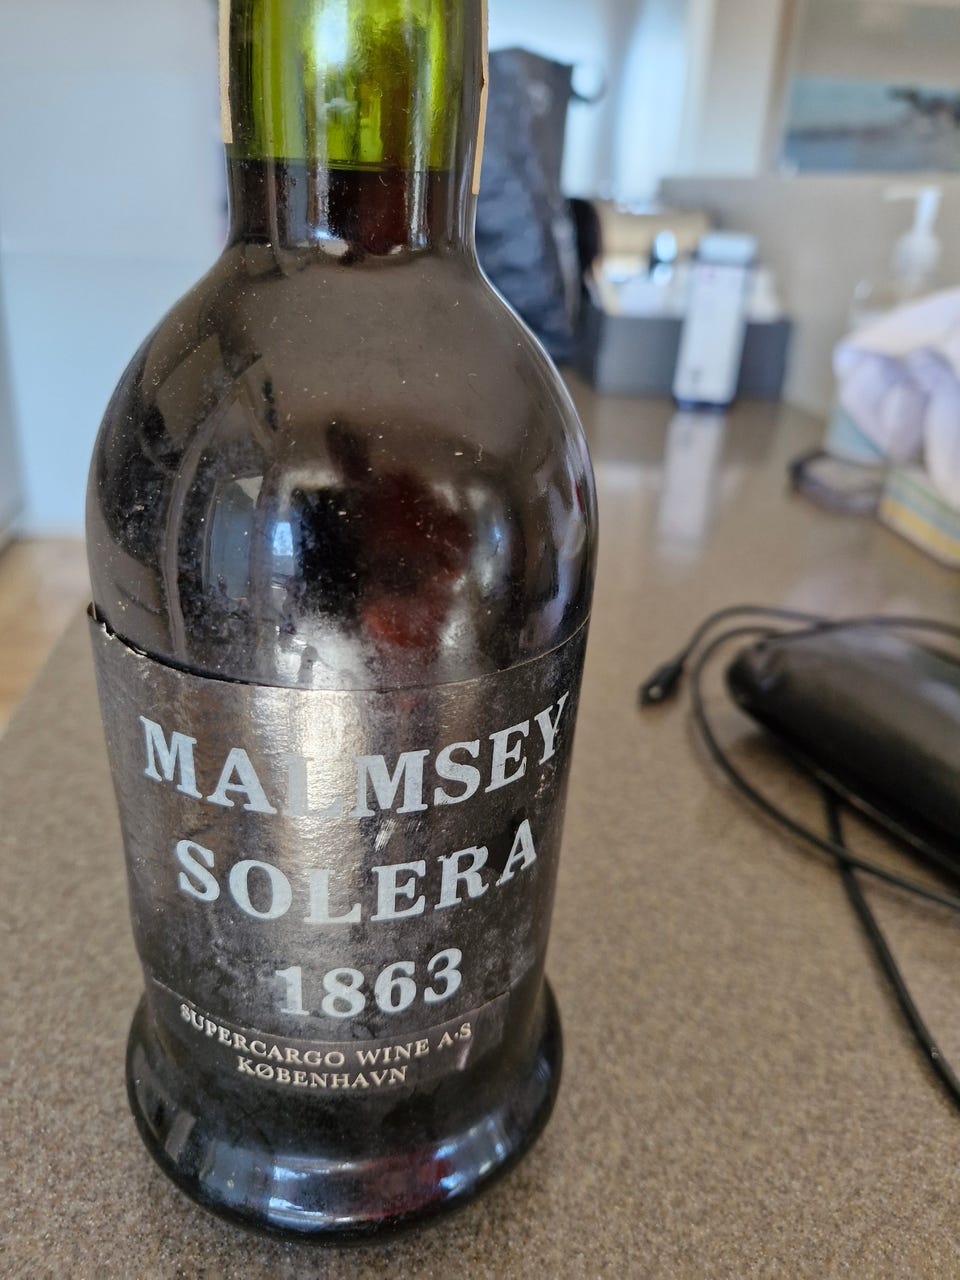 MALMSEY
SOLERA
1863
SUPERCARGO WINE A·S
KØBENHAVN